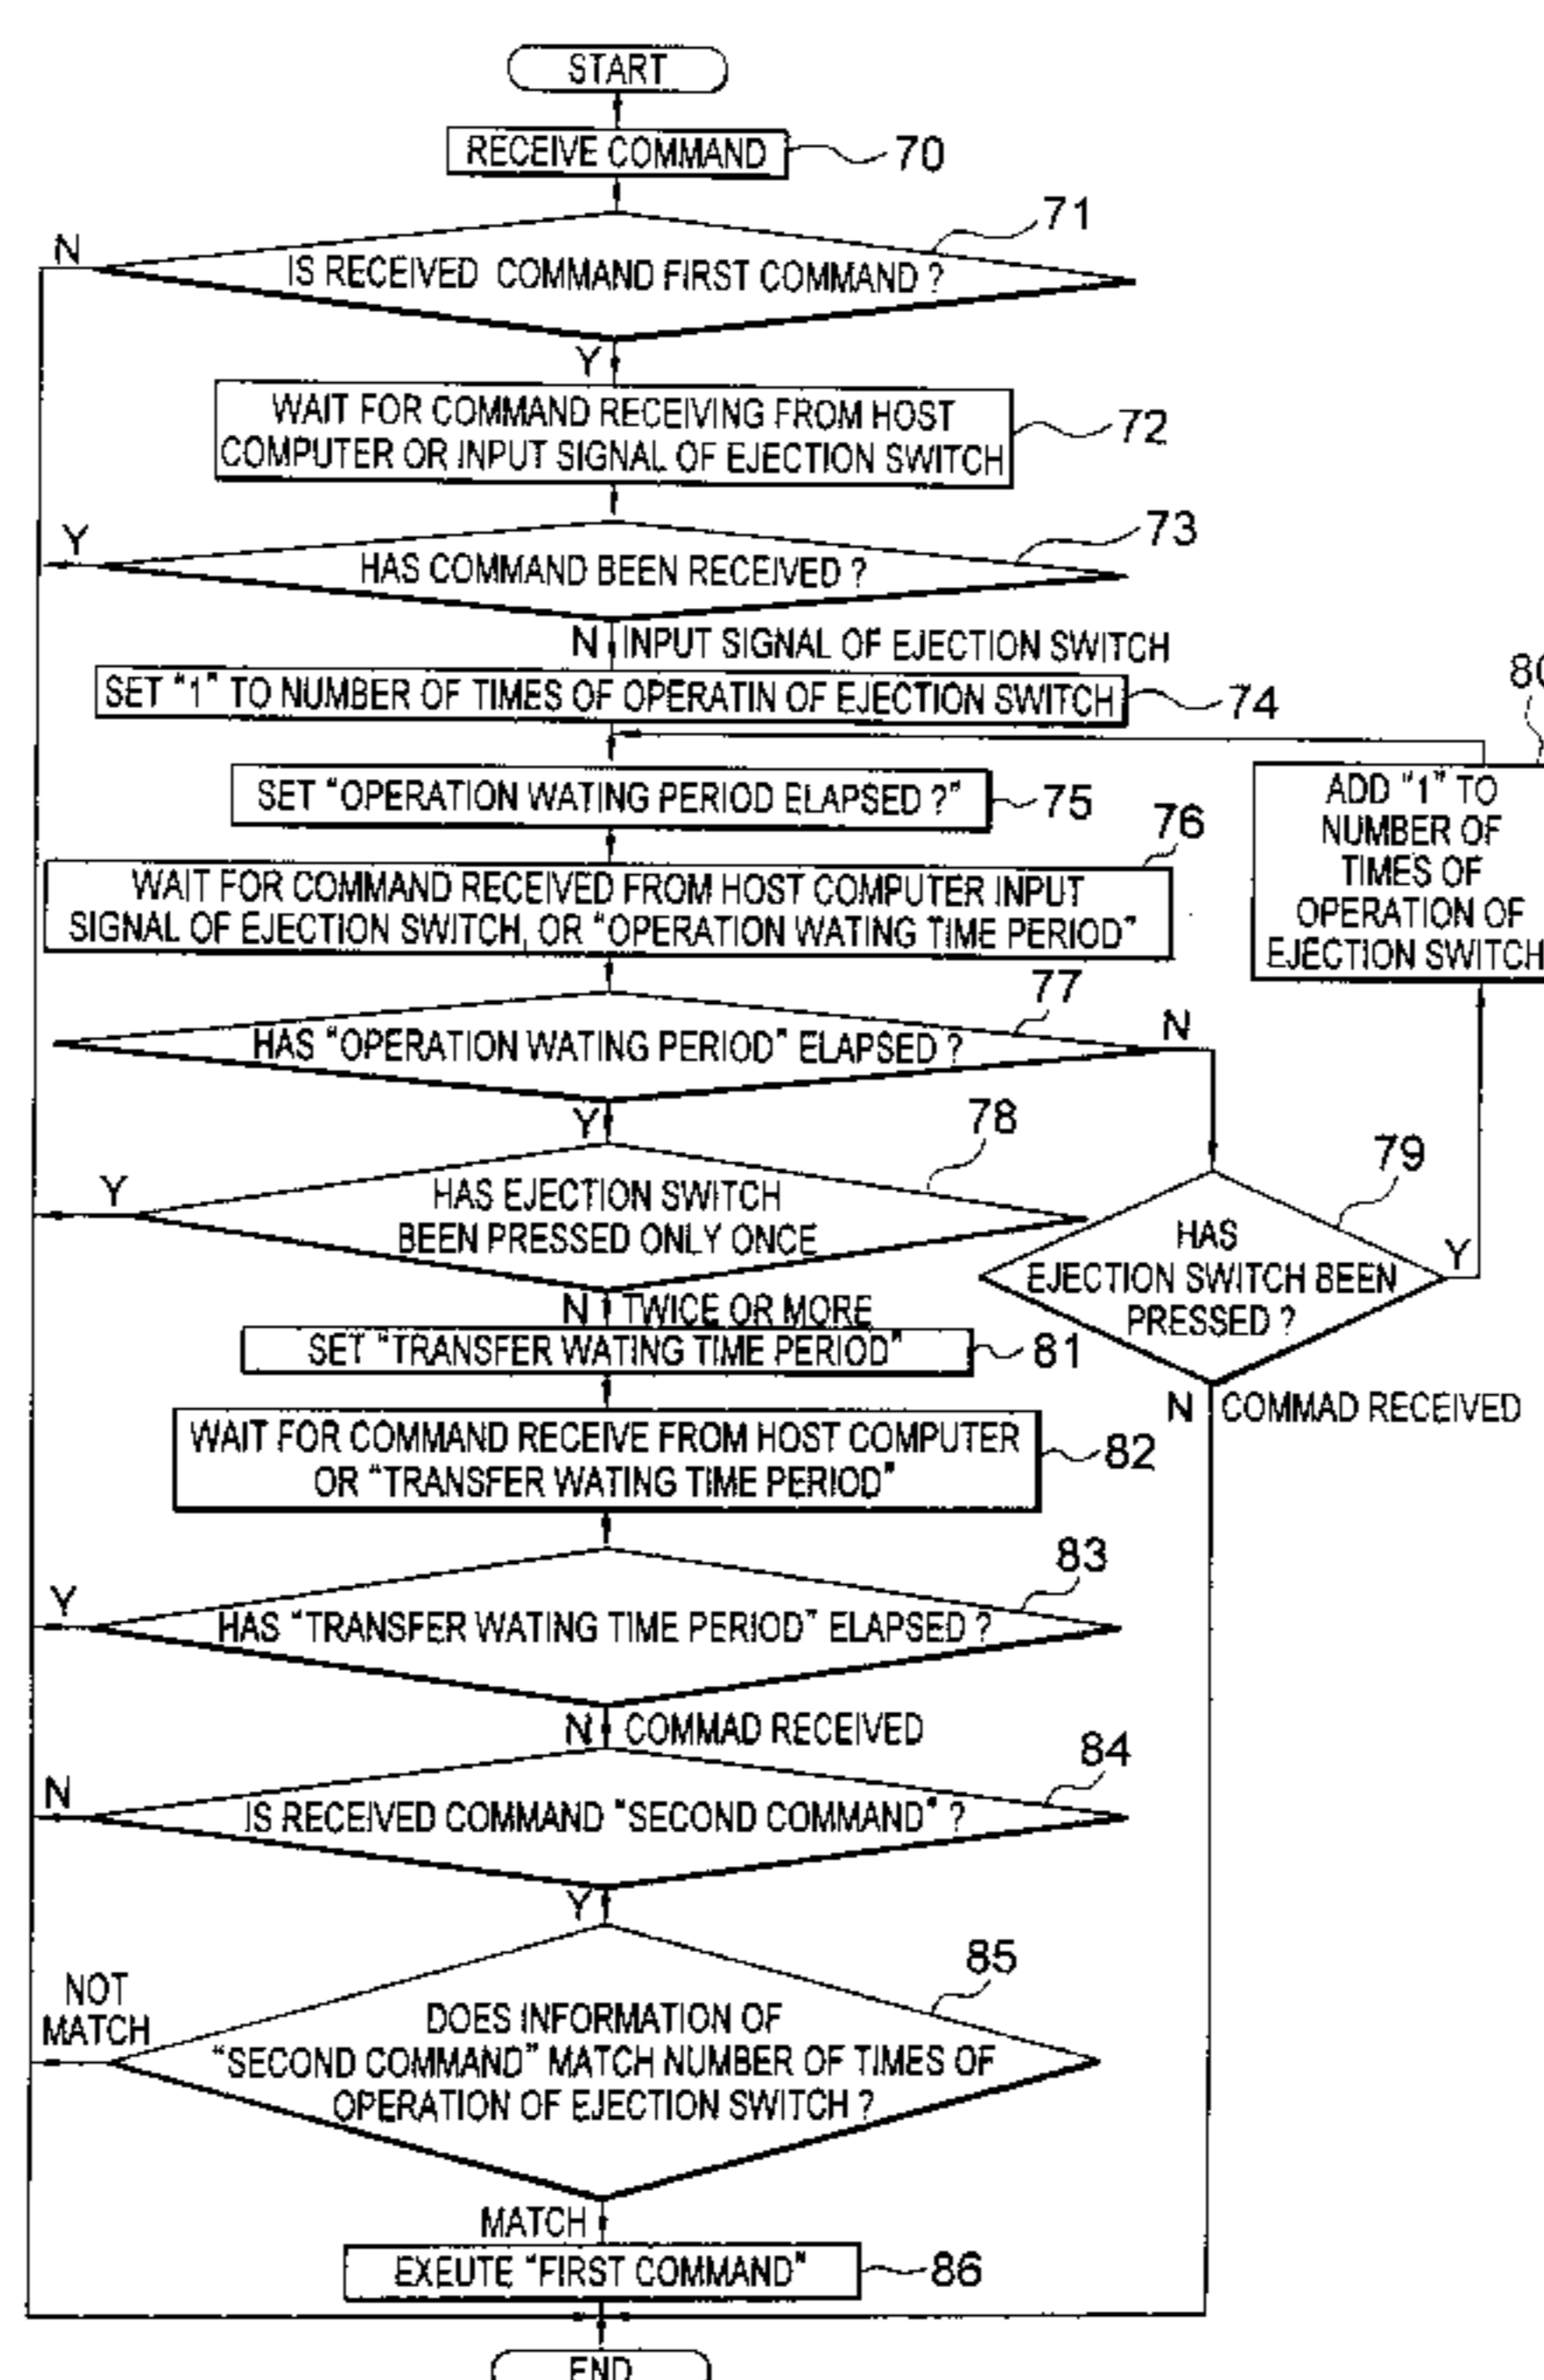 START
RECEIVE COMMAND
70
71
N
IS RECEIVED COMMAND FIRST COMMAND ?
Y
WAIT FOR COMMAND RECEIVING FROM HOST
COMPUTER OR INPUT SIGNAL OF EJECTION SWITCH
72
73
Y
HAS COMMAND BEEN RECEIVED ?
N INPUT SIGNAL OF EJECTION SWITCH
SET "1" TO NUMBER OF TIMES OF OPERATIN OF EJECTION SWITCH
74
SET "OPERATION WATING PERIOD ELAPSED ?"
75
76
WAIT FOR COMMAND RECEIVED FROM HOST COMPUTER INPUT
SIGNAL OF EJECTION SWITCH, OR "OPERATION WATING TIME PERIOD"
ADD "1" TO
NUMBER OF
TIMES OF
OPERATION OF
EJECTION SWITCH
77
HAS "OPERATION WATING PERIOD" ELAPSED ?
N
Y
78
Y
HAS EJECTION SWITCH
BEEN PRESSED ONLY ONCE
79
HAS
EJECTION SWITCH BEEN
PRESSED ?
Y
N TWICE OR MORE
SET "TRANSFER WATING TIME PERIOD"
81
N COMMAD RECEIVED
WAIT FOR COMMAND RECEIVE FROM HOST COMPUTER
OR "TRANSFER WATING TIME PERIOD"
82
83
Y
HAS "TRANSFER WATING TIME PERIOD" ELAPSED ?
N COMMAD RECEIVED
84
N
IS RECEIVED COMMAND "SECOND COMMAND" ?
Y
85
NOT
MATCH
DOES INFORMATION OF
"SECOND COMMAND" MATCH NUMBER OF TIMES OF
OPERATION OF EJECTION SWITCH ?
MATCH
EXEUTE "FIRST COMMAND"
86
END